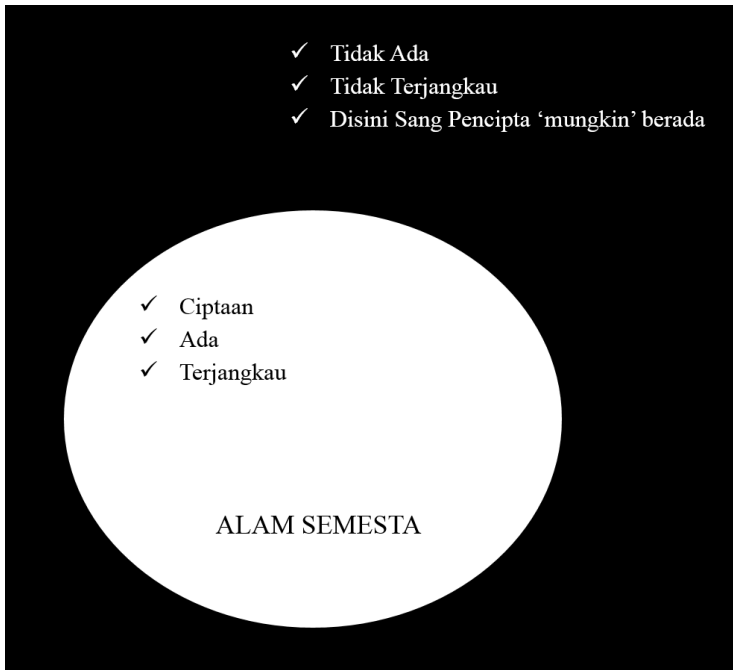 ✓ Tidak Ada
✓ Tidak Terjangkau
✓ Disini Sang Pencipta ‘mungkin’ berada
✓ Ciptaan
✓ Ada
✓ Terjangkau
ALAM SEMESTA